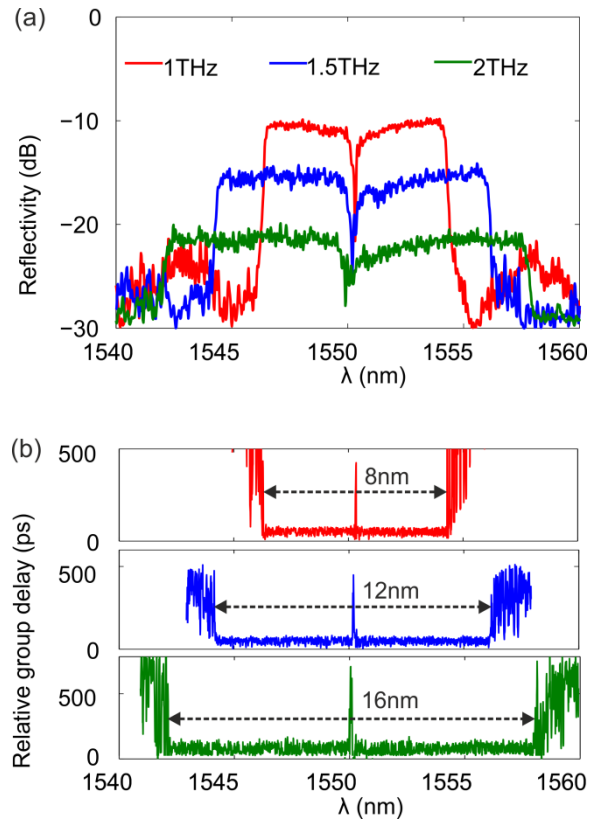 (a)
0
1THz 1.5THz 2THz
−10
−20
−30
Reflectivity (dB)
1540 1545 1550 1555 1560
λ (nm)
(b)
500
8nm
0
500
12nm
0
500
16nm
0
Relative group delay (ps)
1540 1545 1550 1555 1560
λ (nm)